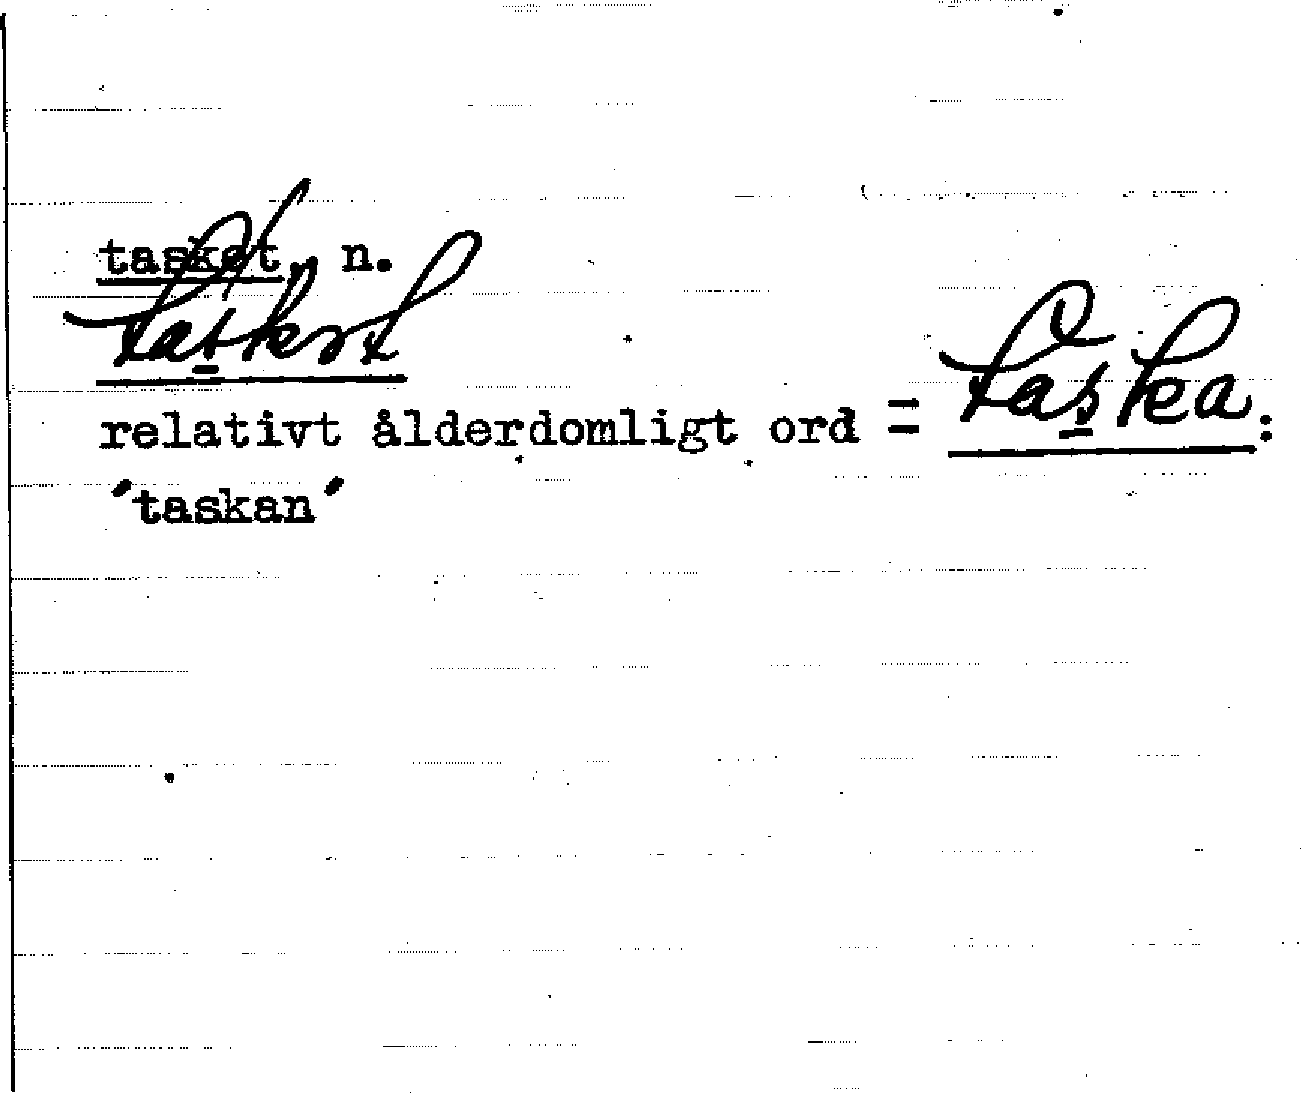 tasket, n.
tasket
relativt ålderdomligt ord = taska:
"taskan"